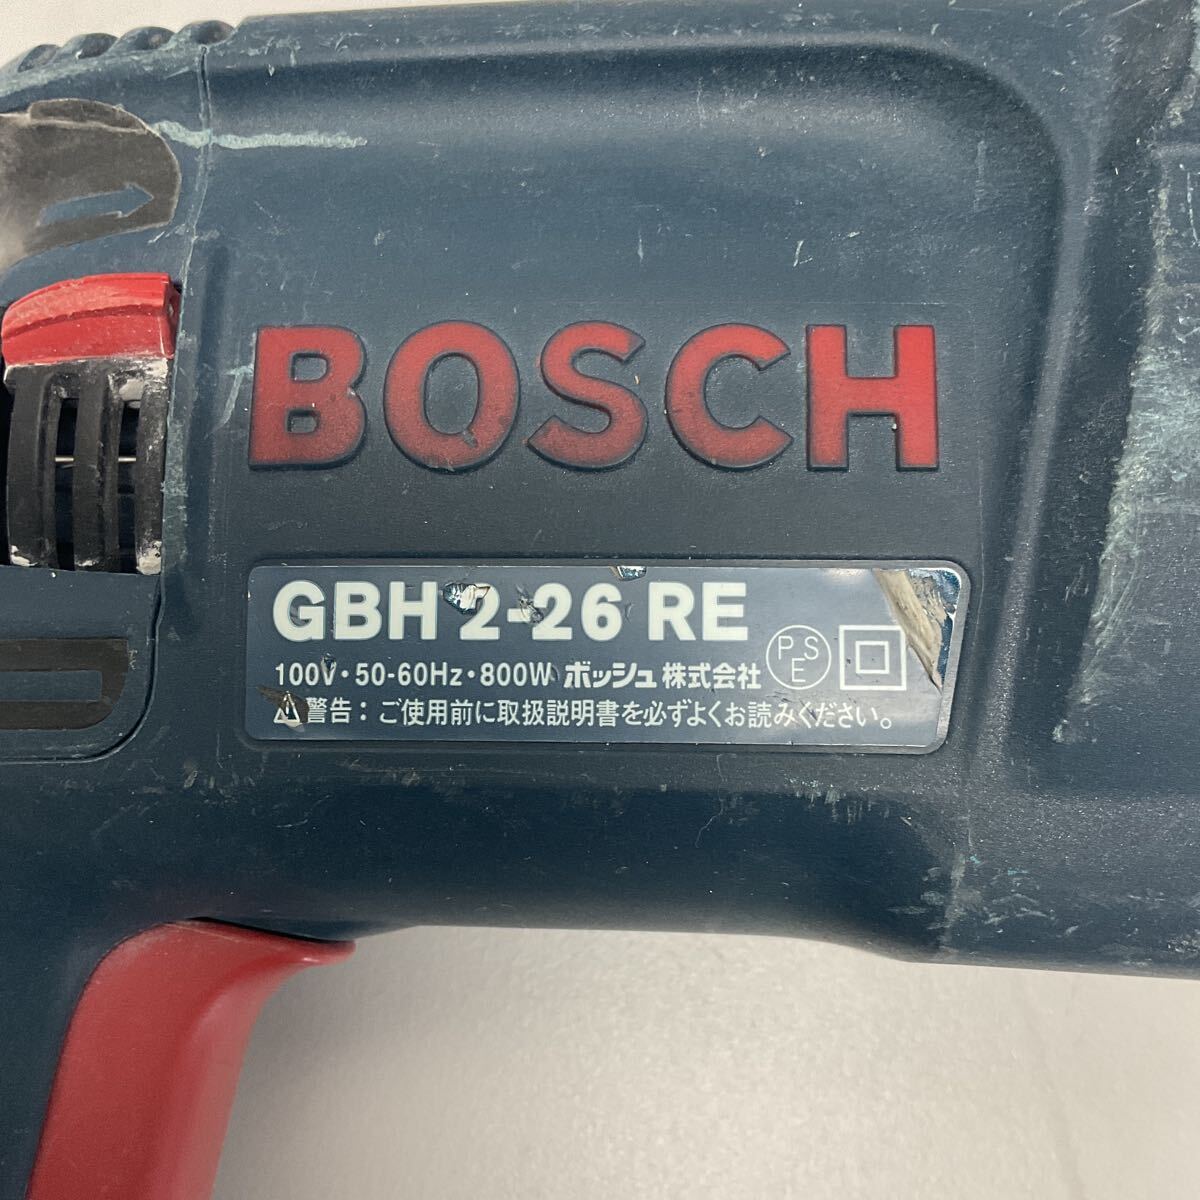 BOSCH
GBH 2-26 RE
100V・50-60Hz・800W ボッシュ株式会社 PSE
⚠警告：ご使用前に取扱説明書を必ずよくお読みください。